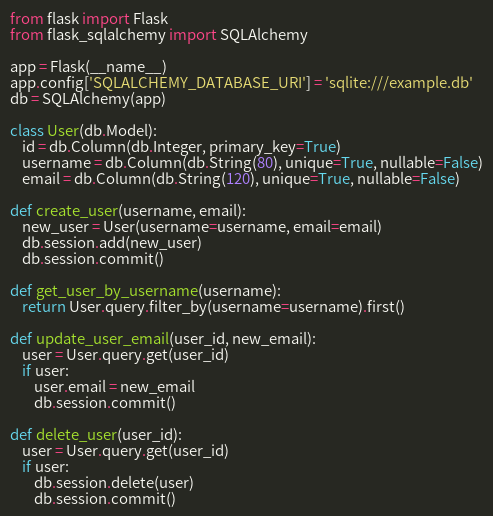 from flask import Flask
from flask_sqlalchemy import SQLAlchemy

app = Flask(__name__)
app.config['SQLALCHEMY_DATABASE_URI'] = 'sqlite:///example.db'
db = SQLAlchemy(app)

class User(db.Model):
    id = db.Column(db.Integer, primary_key=True)
    username = db.Column(db.String(80), unique=True, nullable=False)
    email = db.Column(db.String(120), unique=True, nullable=False)

def create_user(username, email):
    new_user = User(username=username, email=email)
    db.session.add(new_user)
    db.session.commit()

def get_user_by_username(username):
    return User.query.filter_by(username=username).first()

def update_user_email(user_id, new_email):
    user = User.query.get(user_id)
    if user:
        user.email = new_email
        db.session.commit()

def delete_user(user_id):
    user = User.query.get(user_id)
    if user:
        db.session.delete(user)
        db.session.commit()